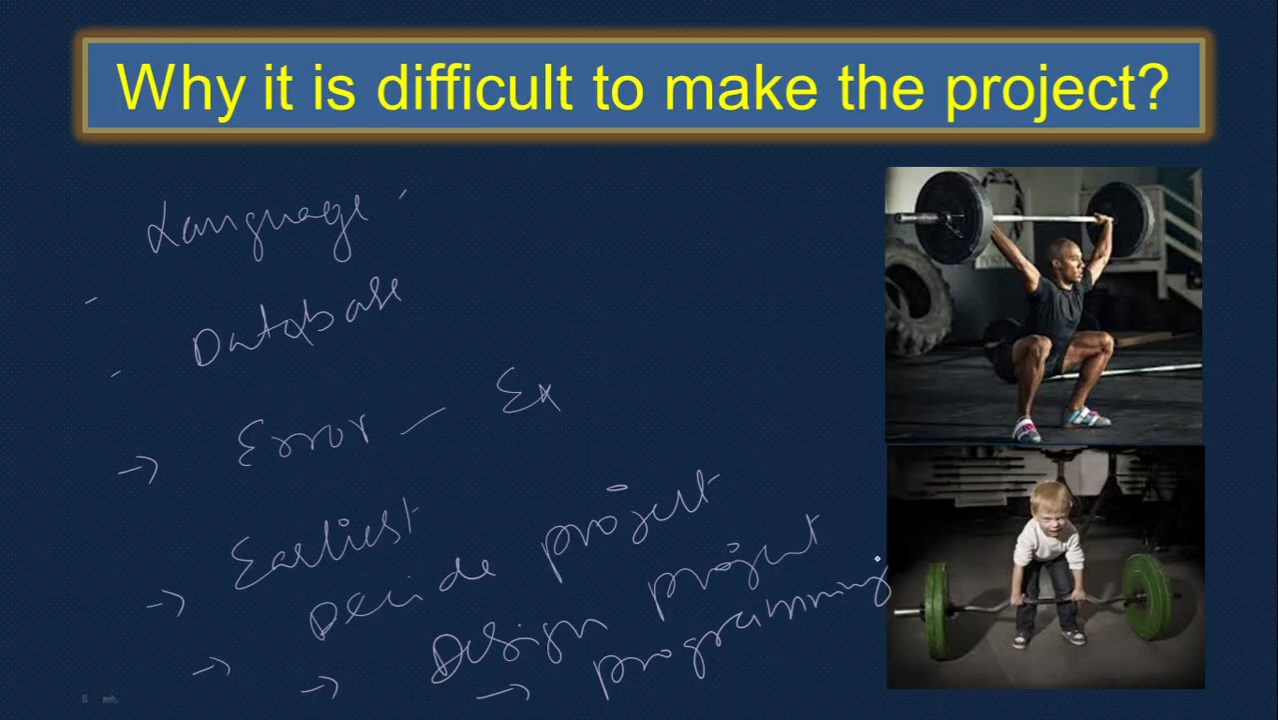 Why it is difficult to make the project?
Language
Database
Error - Ex
→ Earliest
→ Decide project
→ Design project
→ programming